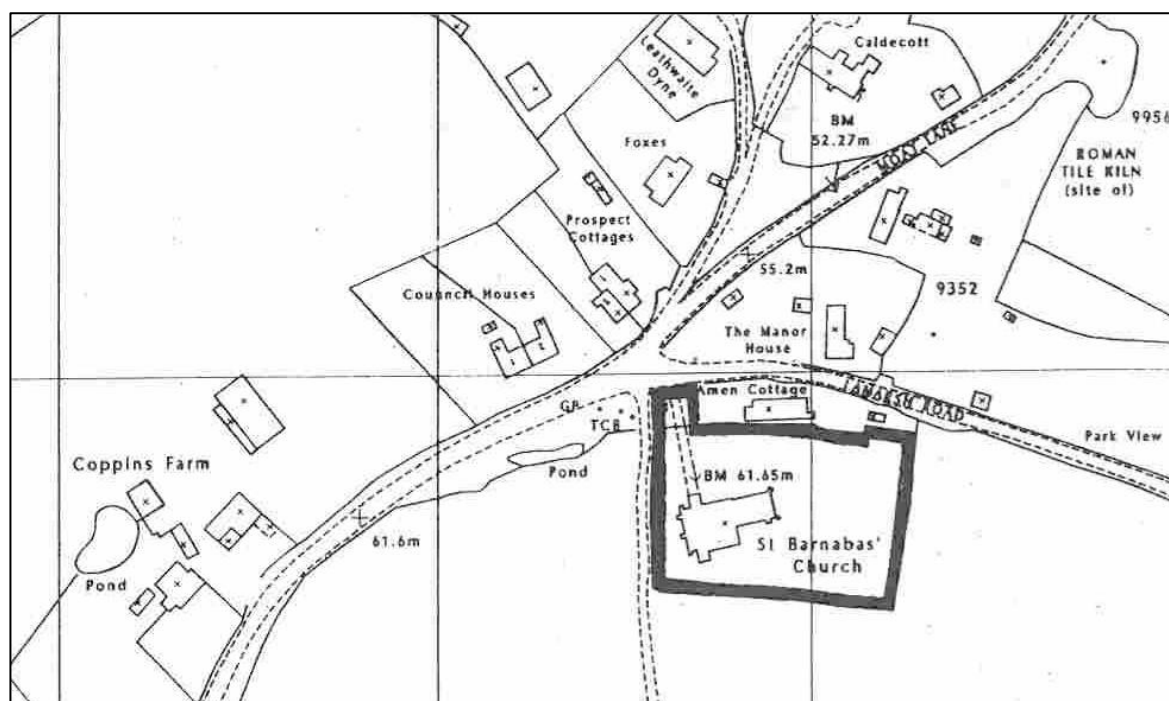 Leathwaite
Dyne
Caldecott
BM
52.27m
9956
ROMAN
TILE KILN
(site of)
Foxes
Prospect
Cottages
55.2m
9352
Couuncil Houses
The Manor
House
Amen Cottage
ROAD
GP
TCB
Park View
Coppins Farm
Pond
BM 61.65m
61.6m
St Barnabas'
Church
Pond